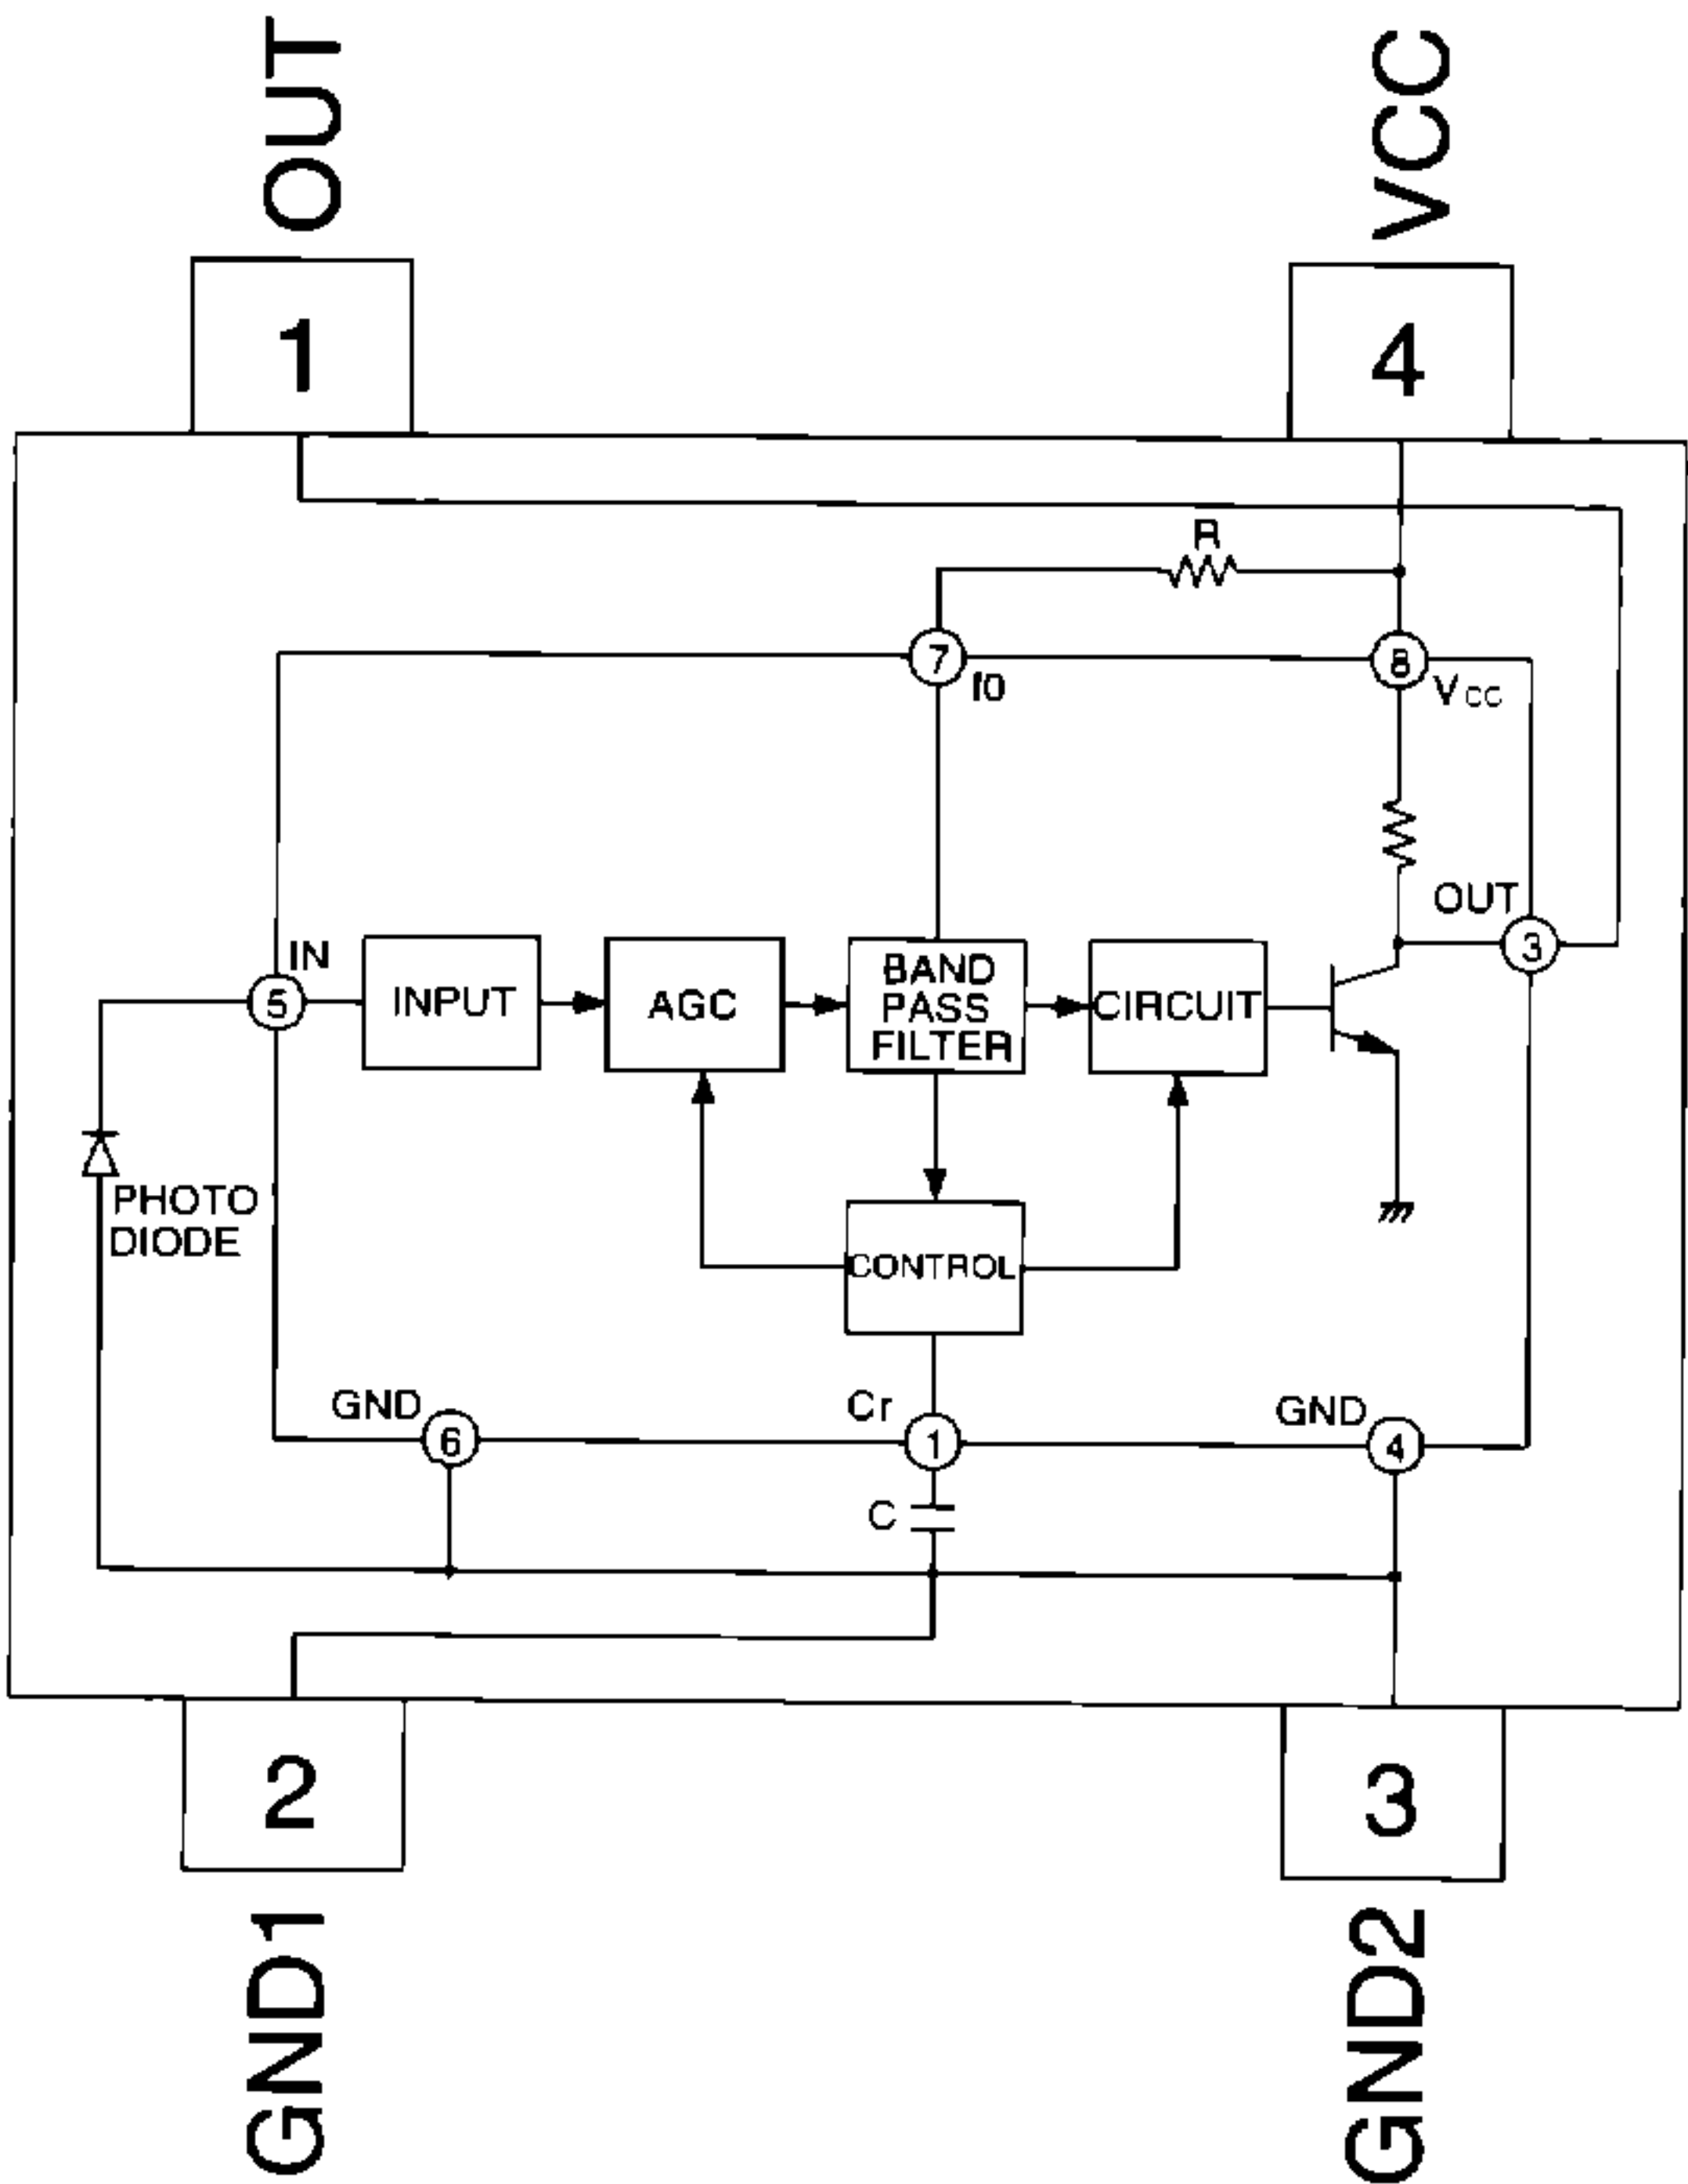 OUT
VCC
1
4
R
7
8
f0
VCC
OUT
3
IN
5
INPUT
AGC
BAND
PASS
FILTER
CIRCUIT
PHOTO
DIODE
CONTROL
GND
6
Cr
1
GND
4
C
2
3
GND1
GND2